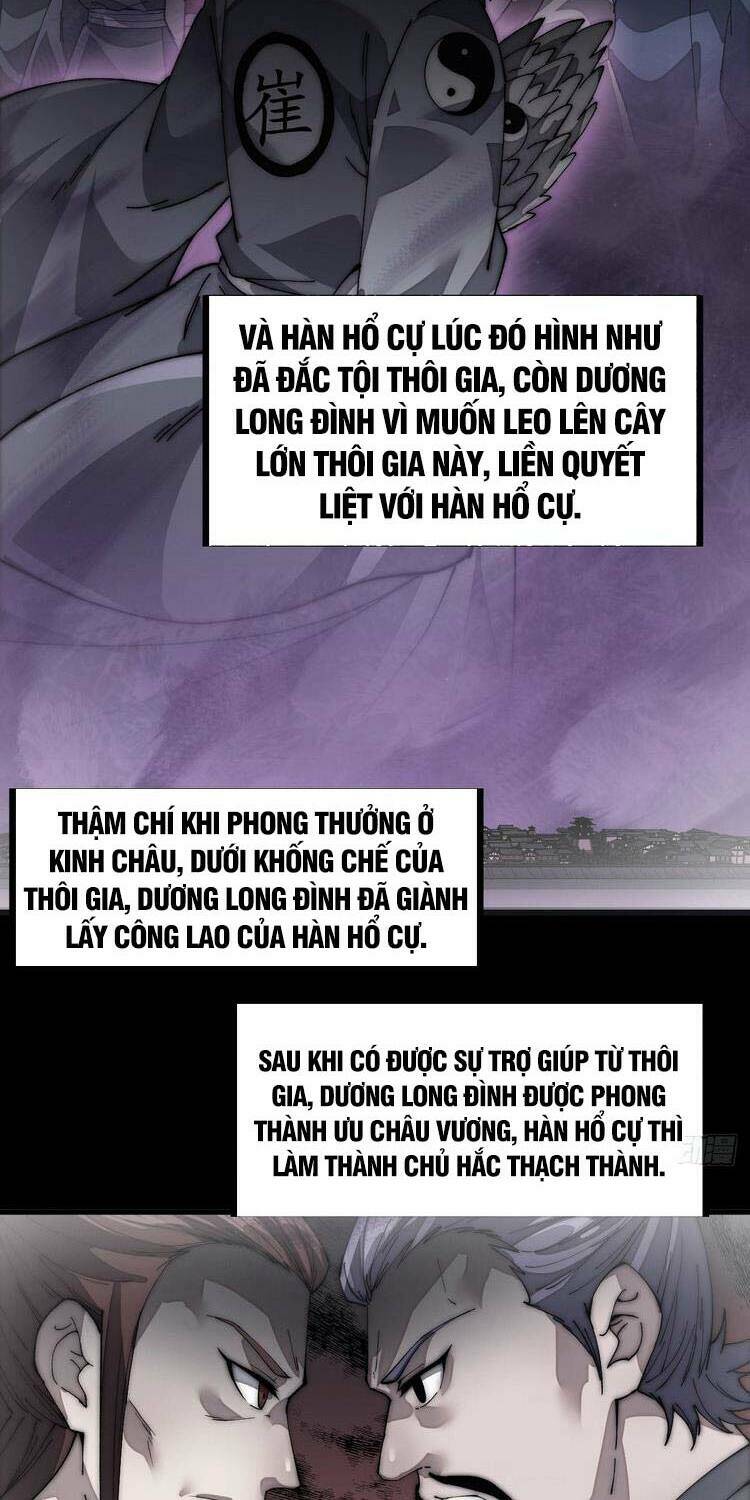 崔
VÀ HÀN HỔ CỰ LÚC ĐÓ HÌNH NHƯ
ĐÃ ĐẮC TỘI THÔI GIA, CÒN DƯƠNG
LONG ĐÌNH VÌ MUỐN LEO LÊN CÂY
LỚN THÔI GIA NÀY, LIỀN QUYẾT
LIỆT VỚI HÀN HỔ CỰ.
THẬM CHÍ KHI PHONG THƯỞNG Ở
KINH CHÂU, DƯỚI KHỐNG CHẾ CỦA
THÔI GIA, DƯƠNG LONG ĐÌNH ĐÃ GIÀNH
LẤY CÔNG LAO CỦA HÀN HỔ CỰ.
SAU KHI CÓ ĐƯỢC SỰ TRỢ GIÚP TỪ THÔI
GIA, DƯƠNG LONG ĐÌNH ĐƯỢC PHONG
THÀNH ƯU CHÂU VƯƠNG, HÀN HỔ CỰ THÌ
LÀM THÀNH CHỦ HẮC THẠCH THÀNH.
动漫